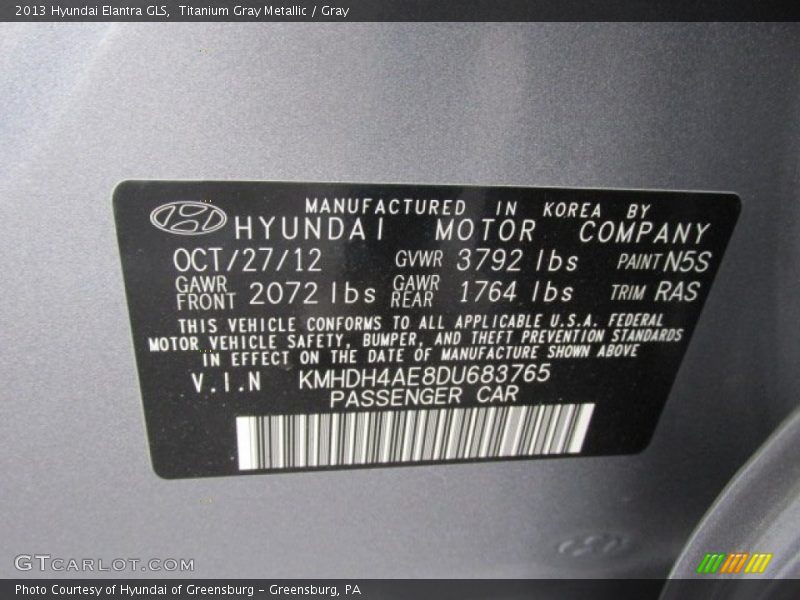 2013 Hyundai Elantra GLS, Titanium Gray Metallic / Gray
MANUFACTURED IN KOREA BY
HYUNDAI MOTOR COMPANY
OCT/27/12 GVWR 3792 lbs PAINT N5S
GAWR FRONT 2072 lbs GAWR REAR 1764 lbs TRIM RAS
THIS VEHICLE CONFORMS TO ALL APPLICABLE U.S.A. FEDERAL
MOTOR VEHICLE SAFETY, BUMPER, AND THEFT PREVENTION STANDARDS
IN EFFECT ON THE DATE OF MANUFACTURE SHOWN ABOVE
V.I.N KMHDH4AE8DU683765
PASSENGER CAR
GTCARLOT.COM
Photo Courtesy of Hyundai of Greensburg - Greensburg, PA